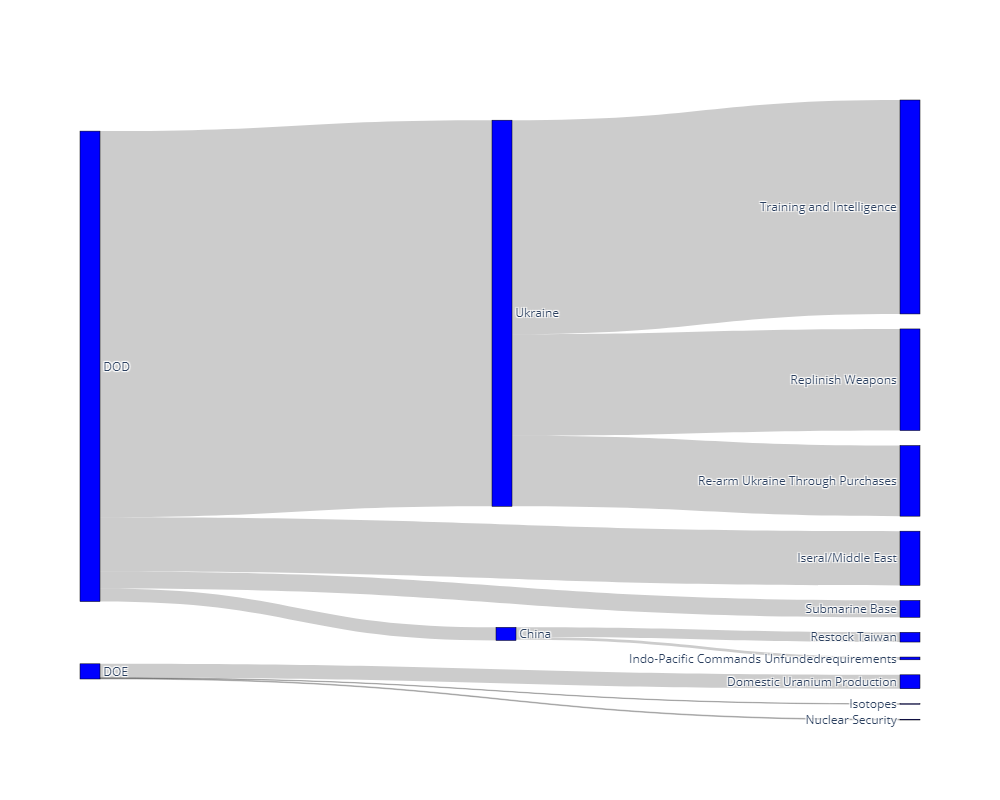 Training and Intelligence
Ukraine
DOD
Replinish Weapons
Re-arm Ukraine Through Purchases
Iseral/Middle East
Submarine Base
China
Restock Taiwan
Indo-Pacific Commands Unfundedrequirements
DOE
Domestic Uranium Production
Isotopes
Nuclear Security